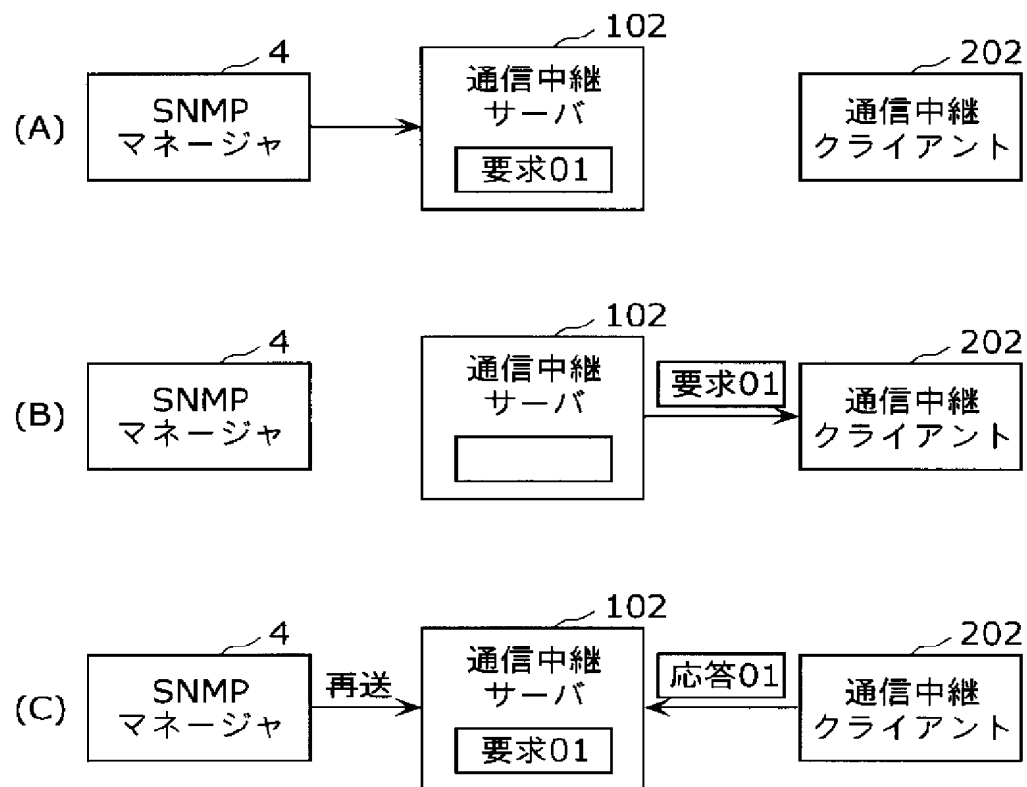 (A)
4
SNMP
マネージャ
102
通信中継
サーバ
要求01
202
通信中継
クライアント
(B)
4
SNMP
マネージャ
102
通信中継
サーバ
要求01
202
通信中継
クライアント
(C)
4
SNMP
マネージャ
再送
102
通信中継
サーバ
要求01
応答01
202
通信中継
クライアント